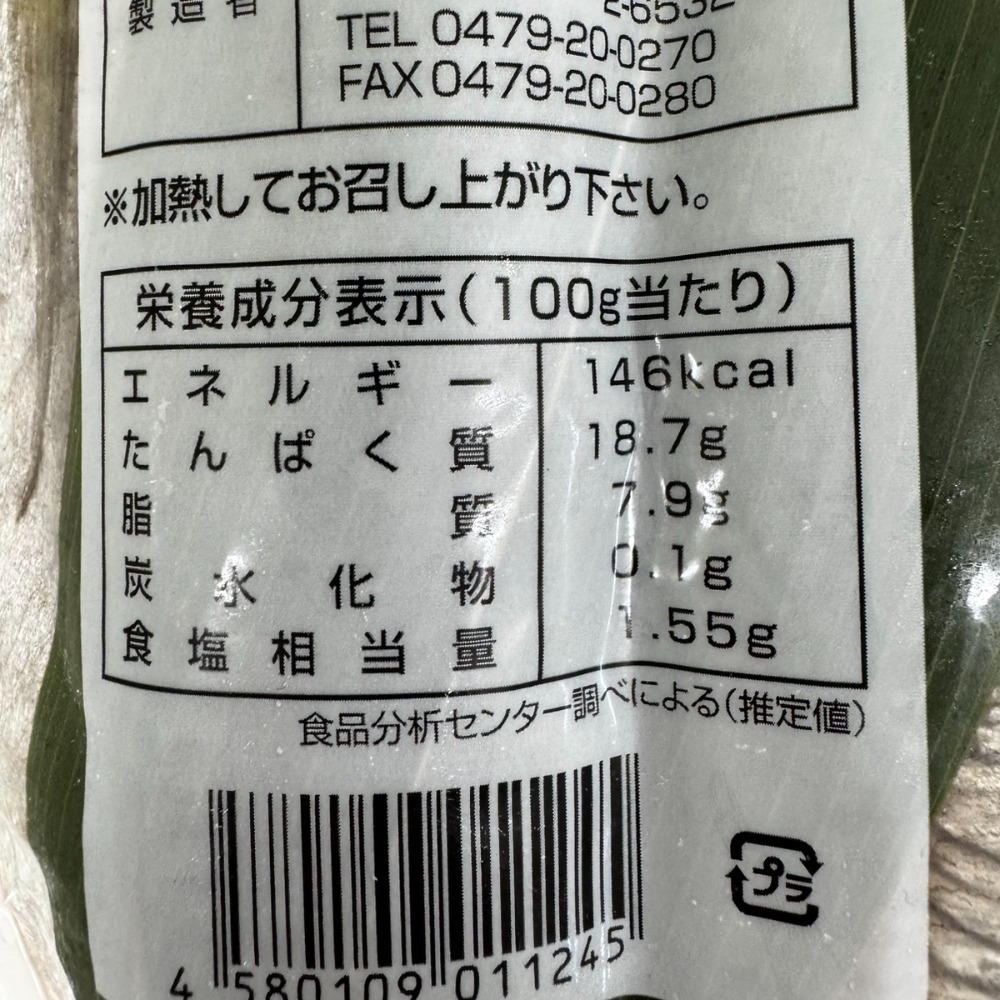 製造者
2-6532
TEL 0479-20-0270
FAX 0479-20-0280
※加熱してお召し上がり下さい。
栄養成分表示(100g当たり)
エネルギー 146kcal
たんぱく質 18.7g
脂質 7.9g
炭水化物 0.1g
食塩相当量 1.55g
食品分析センター調べによる(推定値)
プラ
4 580109 011245